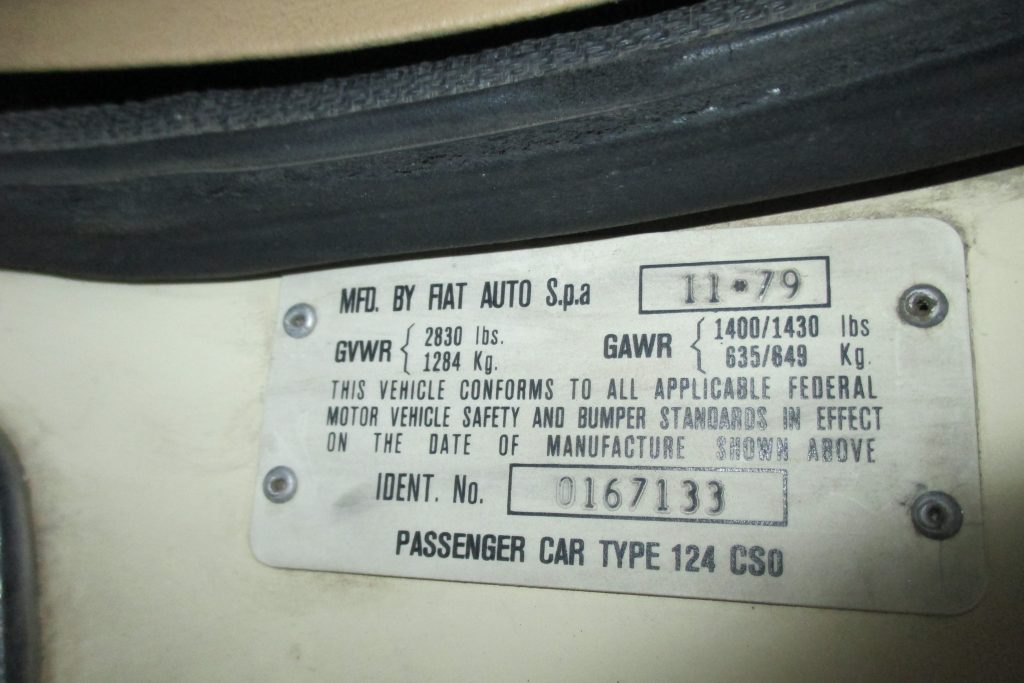 MFD. BY FIAT AUTO S.p.a 11•79
GVWR { 2830 lbs. GAWR { 1400/1430 lbs
1284 Kg. 635/649 Kg.
THIS VEHICLE CONFORMS TO ALL APPLICABLE FEDERAL
MOTOR VEHICLE SAFETY AND BUMPER STANDARDS IN EFFECT
ON THE DATE OF MANUFACTURE SHOWN ABOVE
IDENT. No. 0167133
PASSENGER CAR TYPE 124 CS0